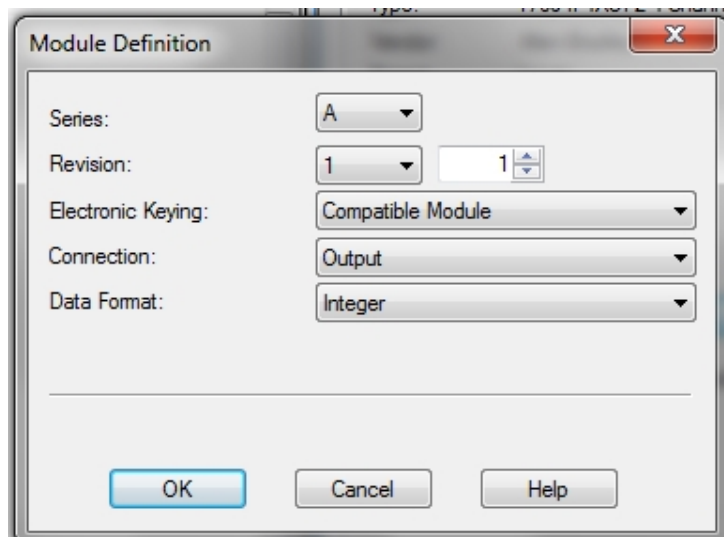 Module Definition
Series: A
Revision: 1 1
Electronic Keying: Compatible Module
Connection: Output
Data Format: Integer
OK Cancel Help